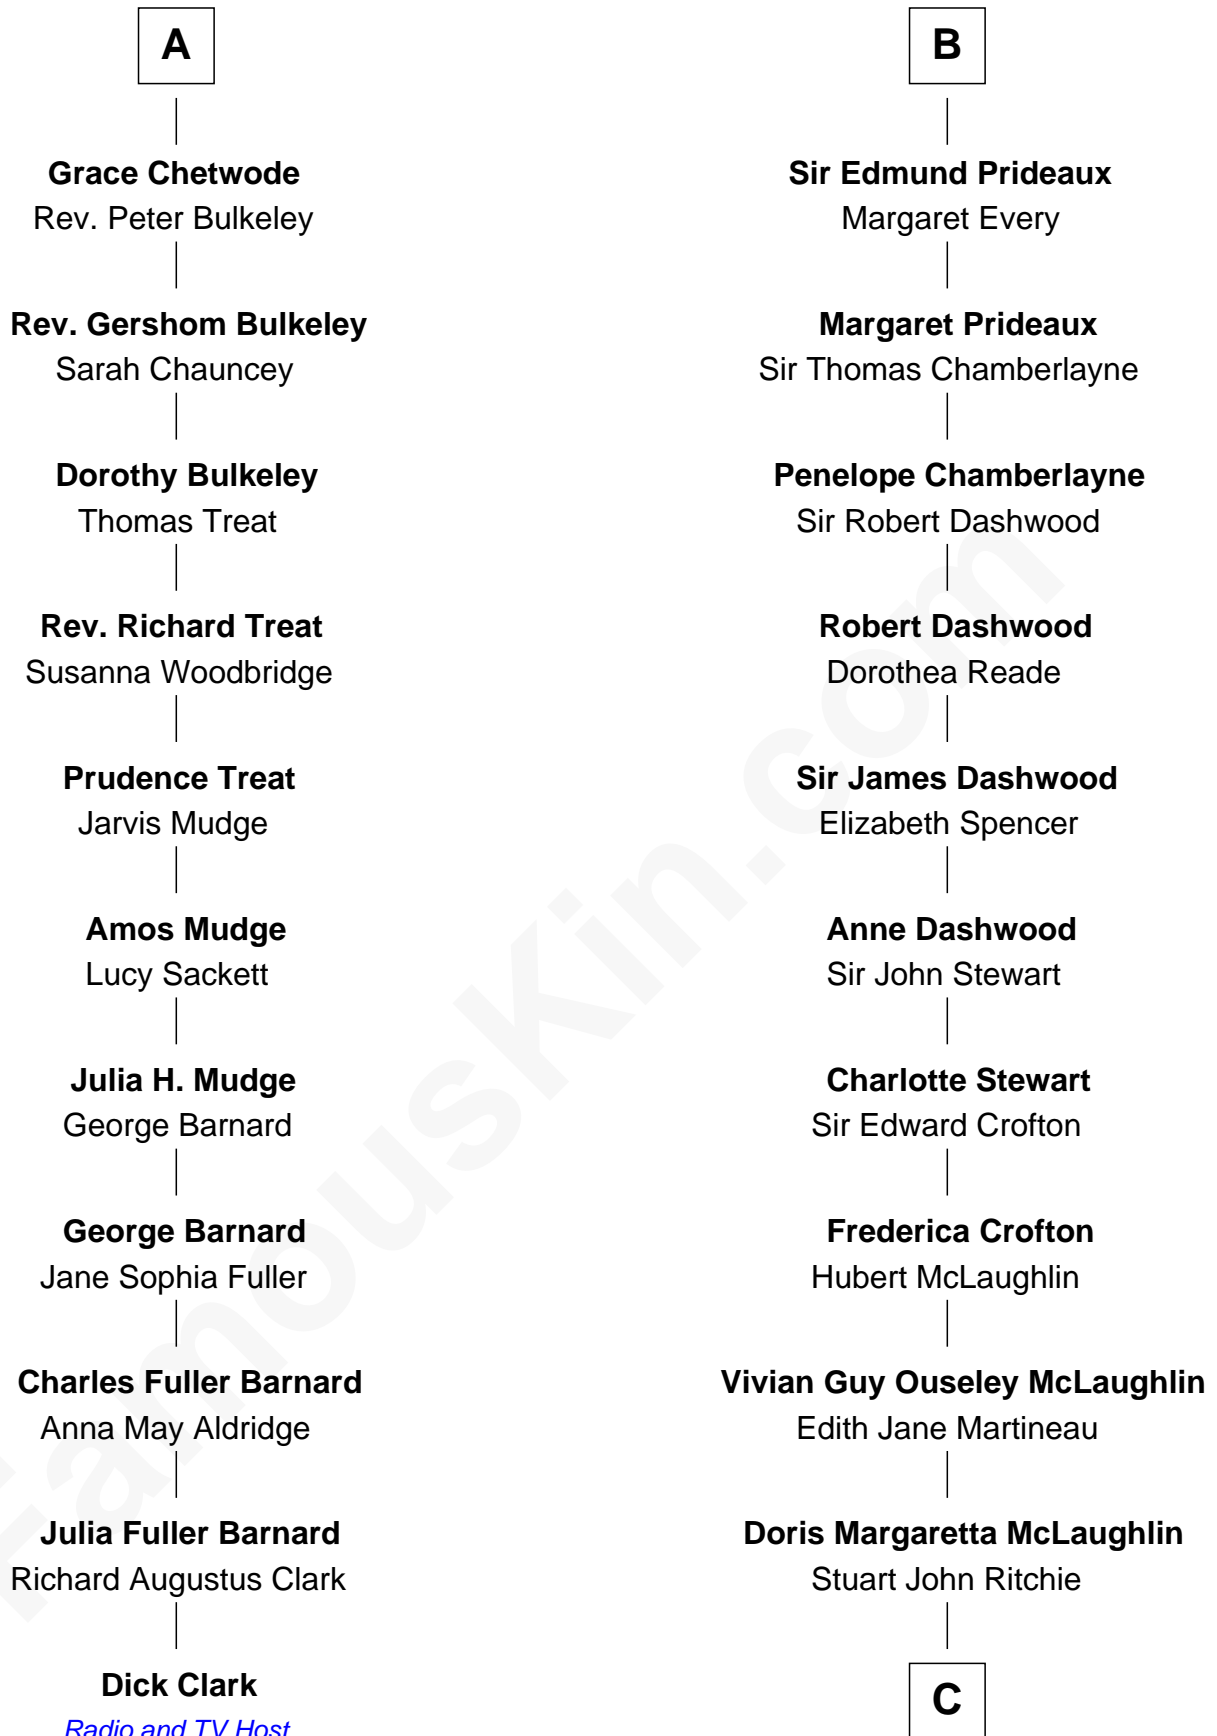 A
Grace Chetwode
Rev. Peter Bulkeley
Rev. Gershom Bulkeley
Sarah Chauncey
Dorothy Bulkeley
Thomas Treat
Rev. Richard Treat
Susanna Woodbridge
Prudence Treat
Jarvis Mudge
Amos Mudge
Lucy Sackett
Julia H. Mudge
George Barnard
George Barnard
Jane Sophia Fuller
Charles Fuller Barnard
Anna May Aldridge
Julia Fuller Barnard
Richard Augustus Clark
Dick Clark
Radio and TV Host
B
Sir Edmund Prideaux
Margaret Every
Margaret Prideaux
Sir Thomas Chamberlayne
Penelope Chamberlayne
Sir Robert Dashwood
Robert Dashwood
Dorothea Reade
Sir James Dashwood
Elizabeth Spencer
Anne Dashwood
Sir John Stewart
Charlotte Stewart
Sir Edward Crofton
Frederica Crofton
Hubert McLaughlin
Vivian Guy Ouseley McLaughlin
Edith Jane Martineau
Doris Margaretta McLaughlin
Stuart John Ritchie
C
FamousKin.com